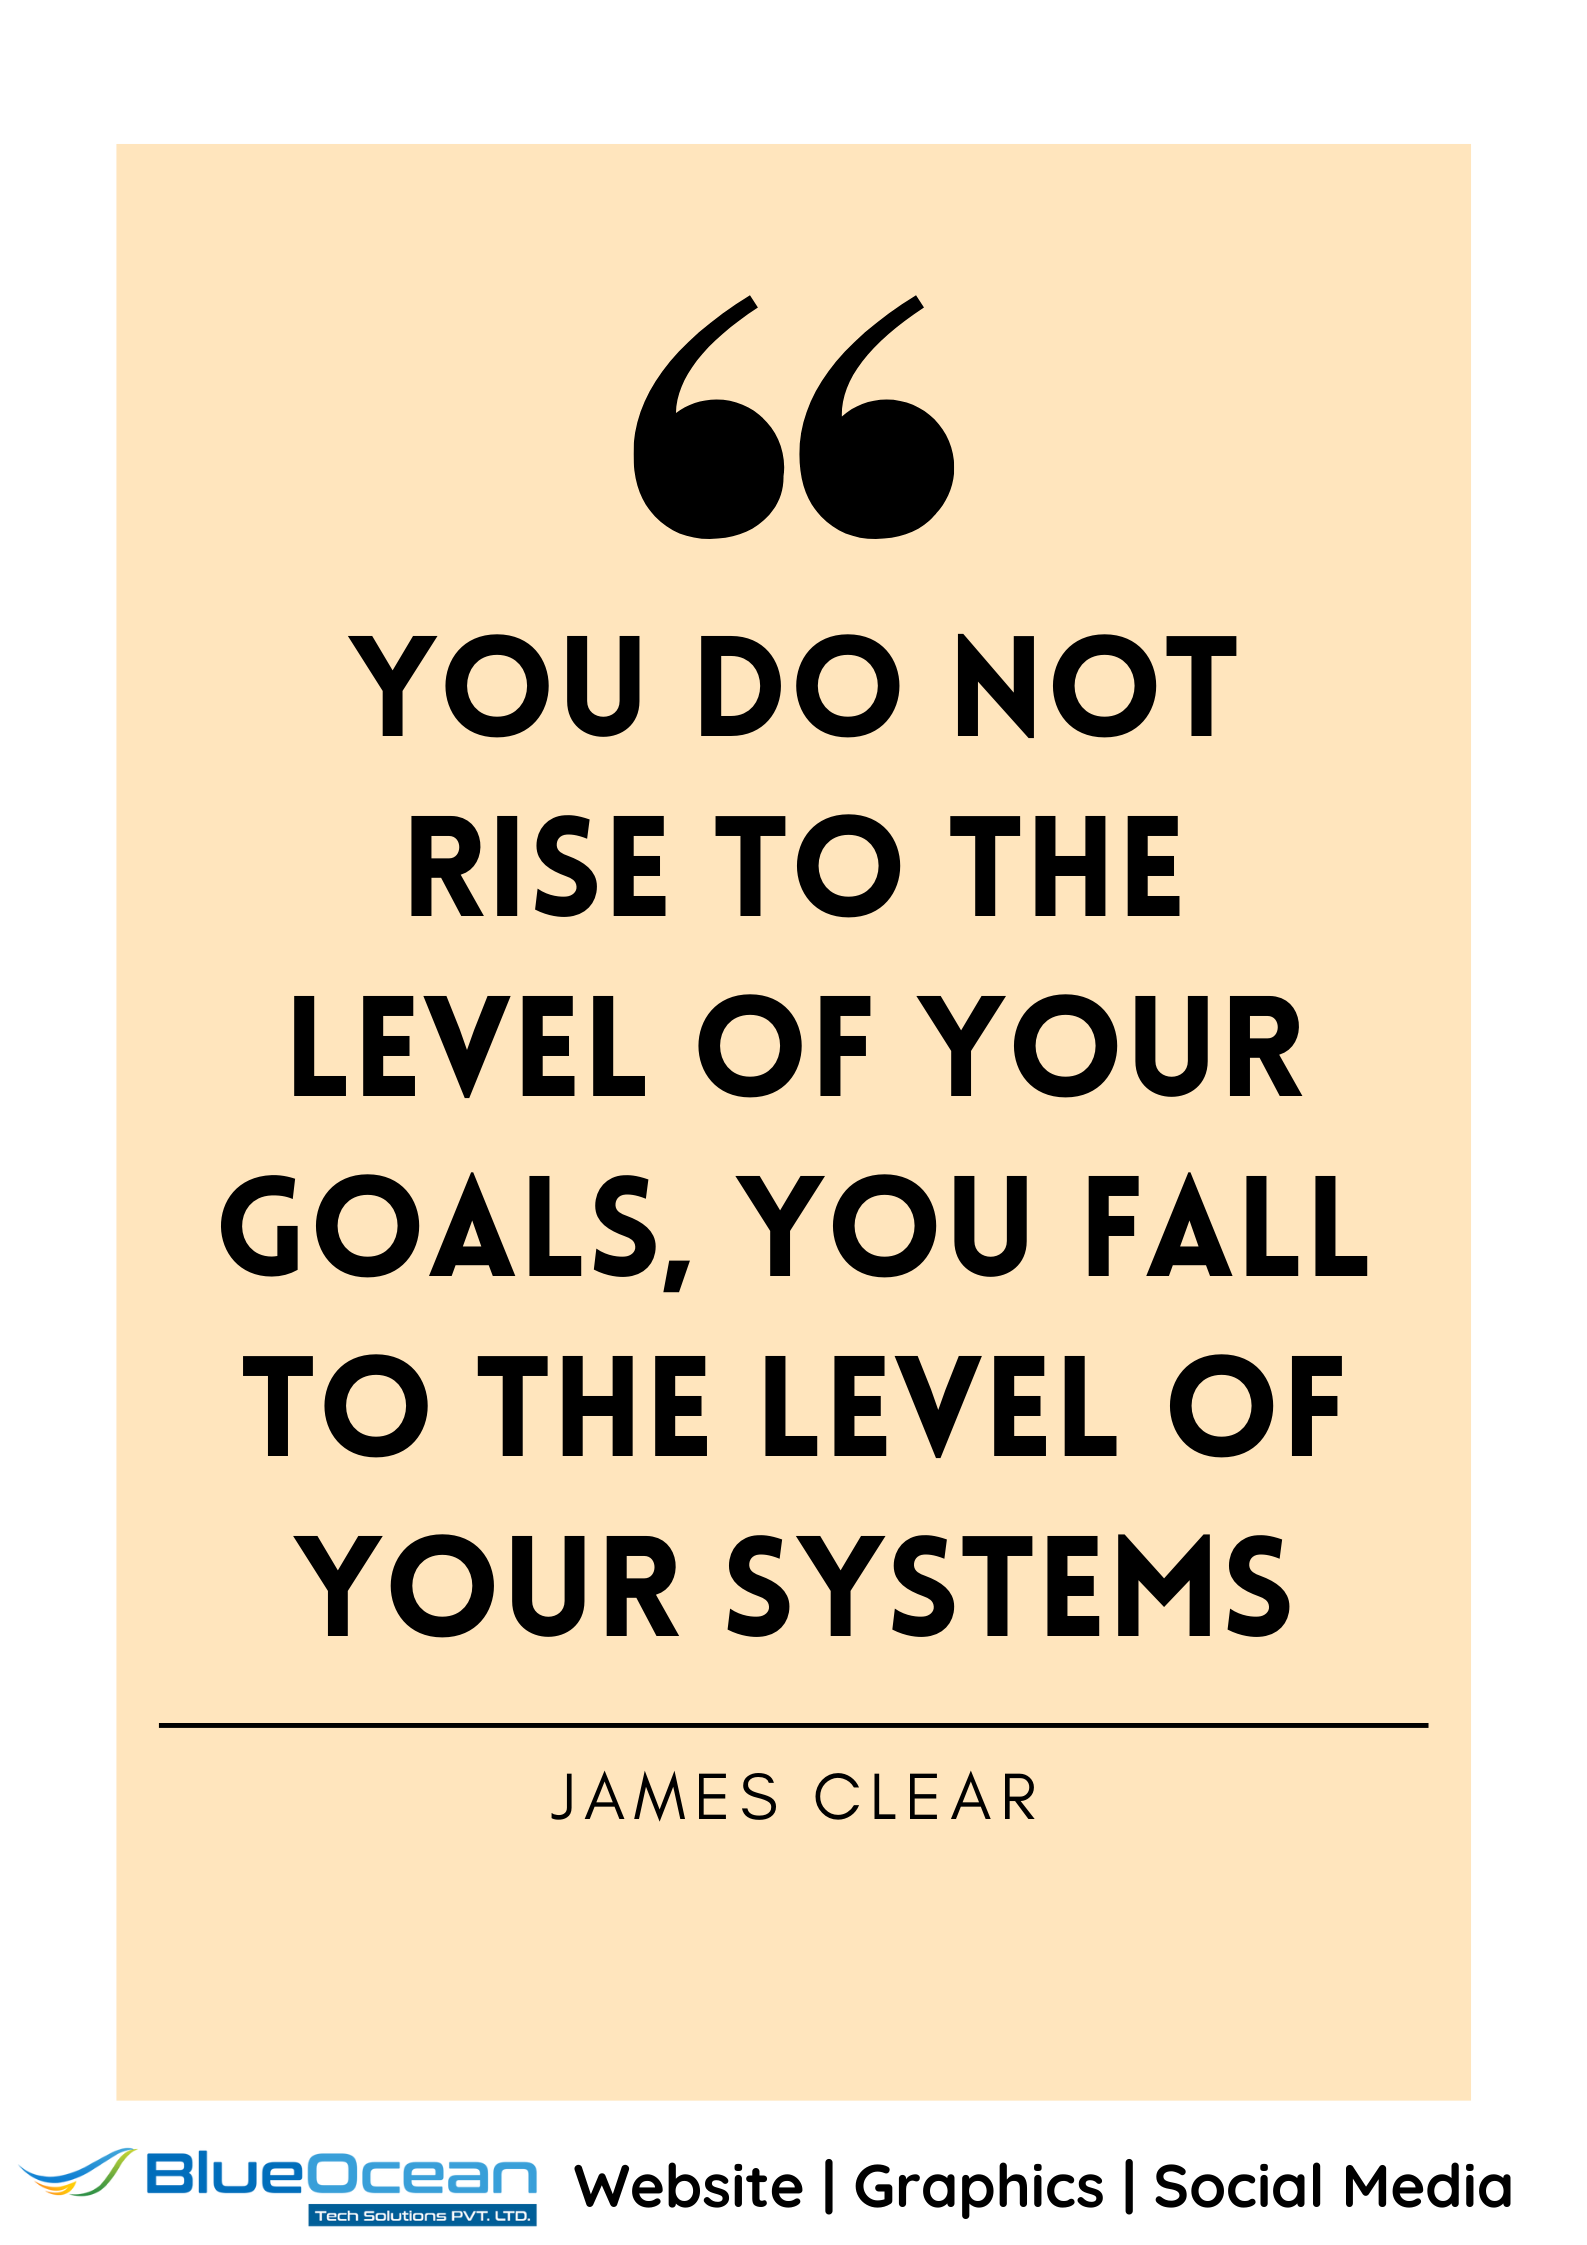 “
YOU DO NOT
RISE TO THE
LEVEL OF YOUR
GOALS, YOU FALL
TO THE LEVEL OF
YOUR SYSTEMS
JAMES CLEAR
BlueOcean
Tech Solutions PVT. LTD.
Website | Graphics | Social Media